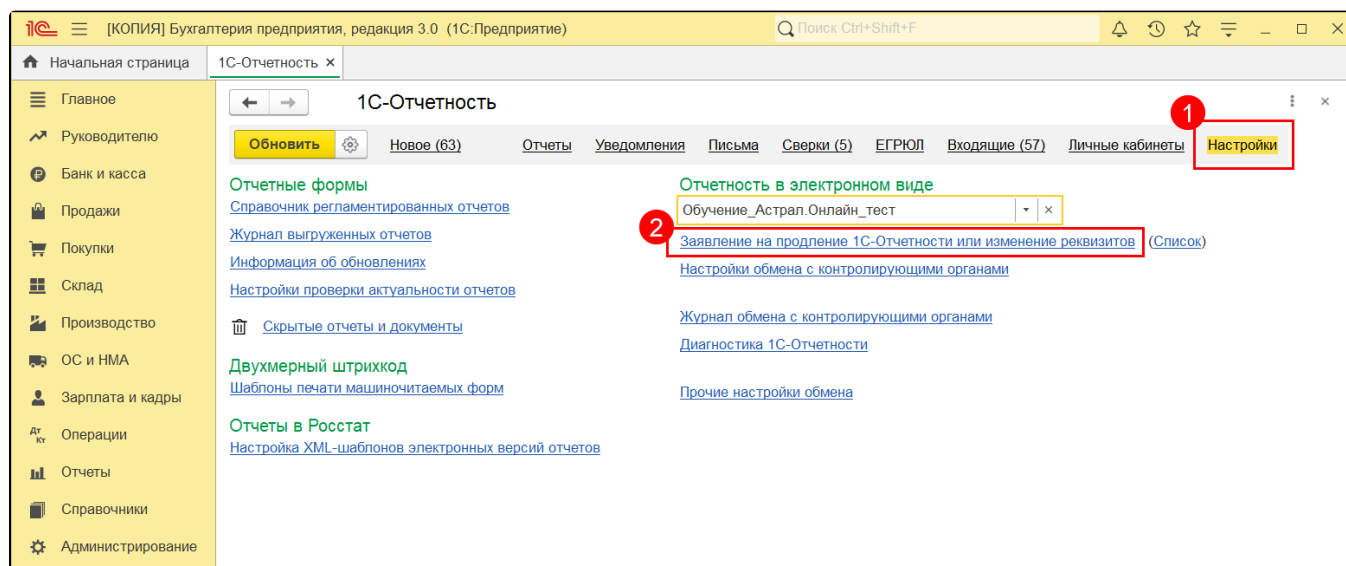 1С [КОПИЯ] Бухгалтерия предприятия, редакция 3.0 (1С:Предприятие) Поиск Ctrl+Shift+F
Начальная страница 1С-Отчетность ×
Главное
Руководителю
Банк и касса
Продажи
Покупки
Склад
Производство
ОС и НМА
Зарплата и кадры
Дт Кт Операции
Отчеты
Справочники
Администрирование
1С-Отчетность
1
Обновить Новое (63) Отчеты Уведомления Письма Сверки (5) ЕГРЮЛ Входящие (57) Личные кабинеты Настройки
Отчетные формы
Справочник регламентированных отчетов
Журнал выгруженных отчетов
Информация об обновлениях
Настройки проверки актуальности отчетов
Скрытые отчеты и документы
Двухмерный штрихкод
Шаблоны печати машиночитаемых форм
Отчеты в Росстат
Настройка XML-шаблонов электронных версий отчетов
Отчетность в электронном виде
Обучение_Астрал.Онлайн_тест
2
Заявление на продление 1С-Отчетности или изменение реквизитов (Список)
Настройки обмена с контролирующими органами
Журнал обмена с контролирующими органами
Диагностика 1С-Отчетности
Прочие настройки обмена